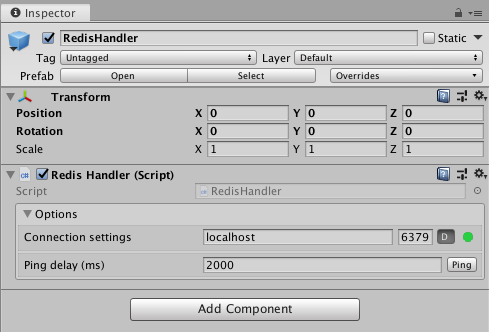 Inspector
RedisHandler Static
Tag Untagged Layer Default
Prefab Open Select Overrides
Transform
Position X 0 Y 0 Z 0
Rotation X 0 Y 0 Z 0
Scale X 1 Y 1 Z 1
Redis Handler (Script)
Script RedisHandler
Options
Connection settings localhost 6379 D
Ping delay (ms) 2000 Ping
Add Component